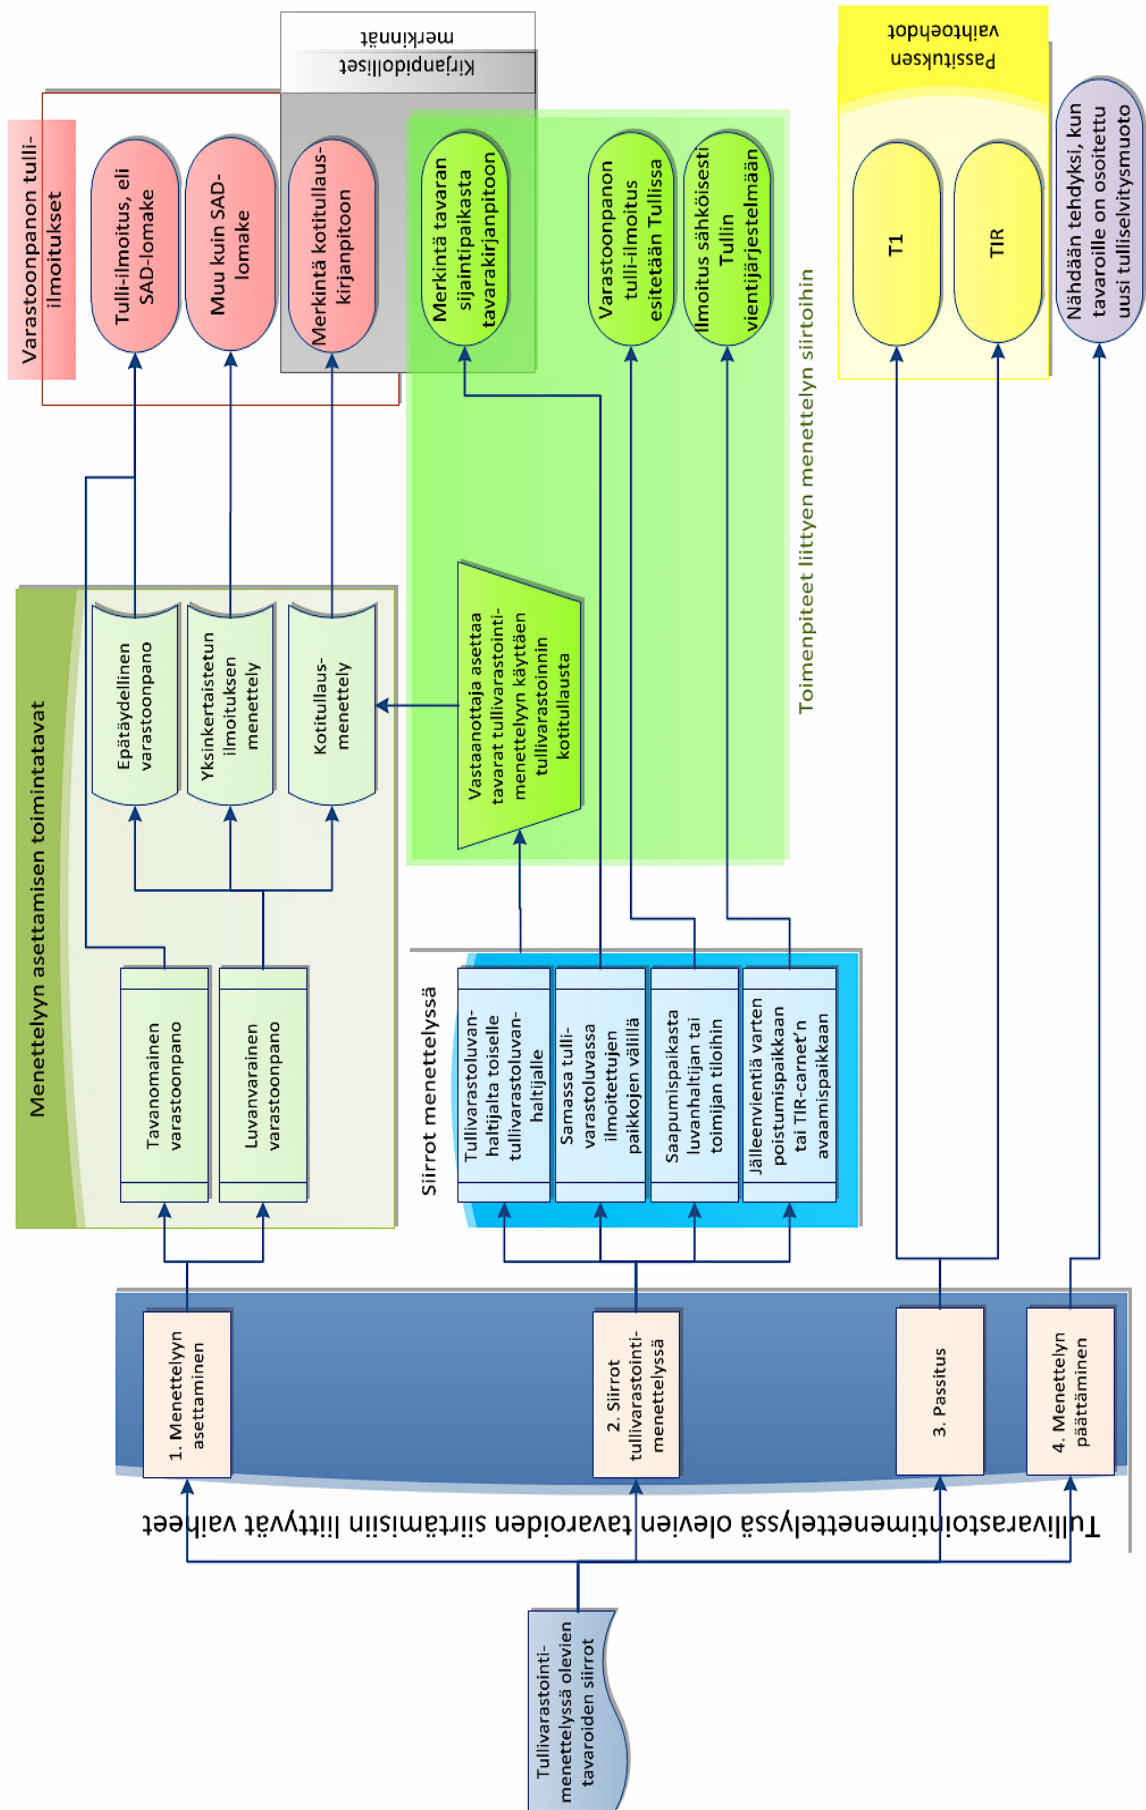 Tullivarastointi-
menettelyssä olevien
tavaroiden siirrot
Tullivarastointimenettelyssä olevien tavaroiden siirtämisiin liittyvät vaiheet
1. Menettelyyn
asettaminen
2. Siirrot
tullivarastointi-
menettelyssä
3. Passitus
4. Menettelyn
päättäminen
Menettelyyn asettamisen toimintatavat
Tavanomainen
varastoonpano
Luvanvarainen
varastoonpano
Epätäydellinen
varastoonpano
Yksinkertaistetun
ilmoituksen
menettely
Kotitullaus-
menettely
Siirrot menettelyssä
Tullivarastoluvan-
haltijalta toiselle
tullivarastoluvan-
haltijalle
Samassa tulli-
varastoluvassa
ilmoitettujen
paikkojen välillä
Saapumispaikasta
luvanhaltijan tai
toimijan tiloihin
Jälleenvientiä varten
poistumispaikkaan
tai TIR-carnet’n
avaamispaikkaan
Vastaanottaja asettaa
tavarat tullivarastointi-
menettelyyn käyttäen
tullivarastoinnin
kotitullausta
Toimenpiteet liittyen menettelyn siirtoihin
Varastoonpanon tulli-
ilmoitukset
Tulli-ilmoitus, eli
SAD-lomake
Muu kuin SAD-
lomake
Merkintä kotitullaus-
kirjanpitoon
Kirjanpidolliset
merkinnät
Merkintä tavaran
sijaintipaikasta
tavarakirjanpitoon
Varastoonpanon
tulli-ilmoitus
esitetään Tullissa
Ilmoitus sähköisesti
Tullin
vientijärjestelmään
Passituksen
vaihtoehdot
T1
TIR
Nähdään tehdyksi, kun
tavaroille on osoitettu
uusi tulliselvitysmuoto